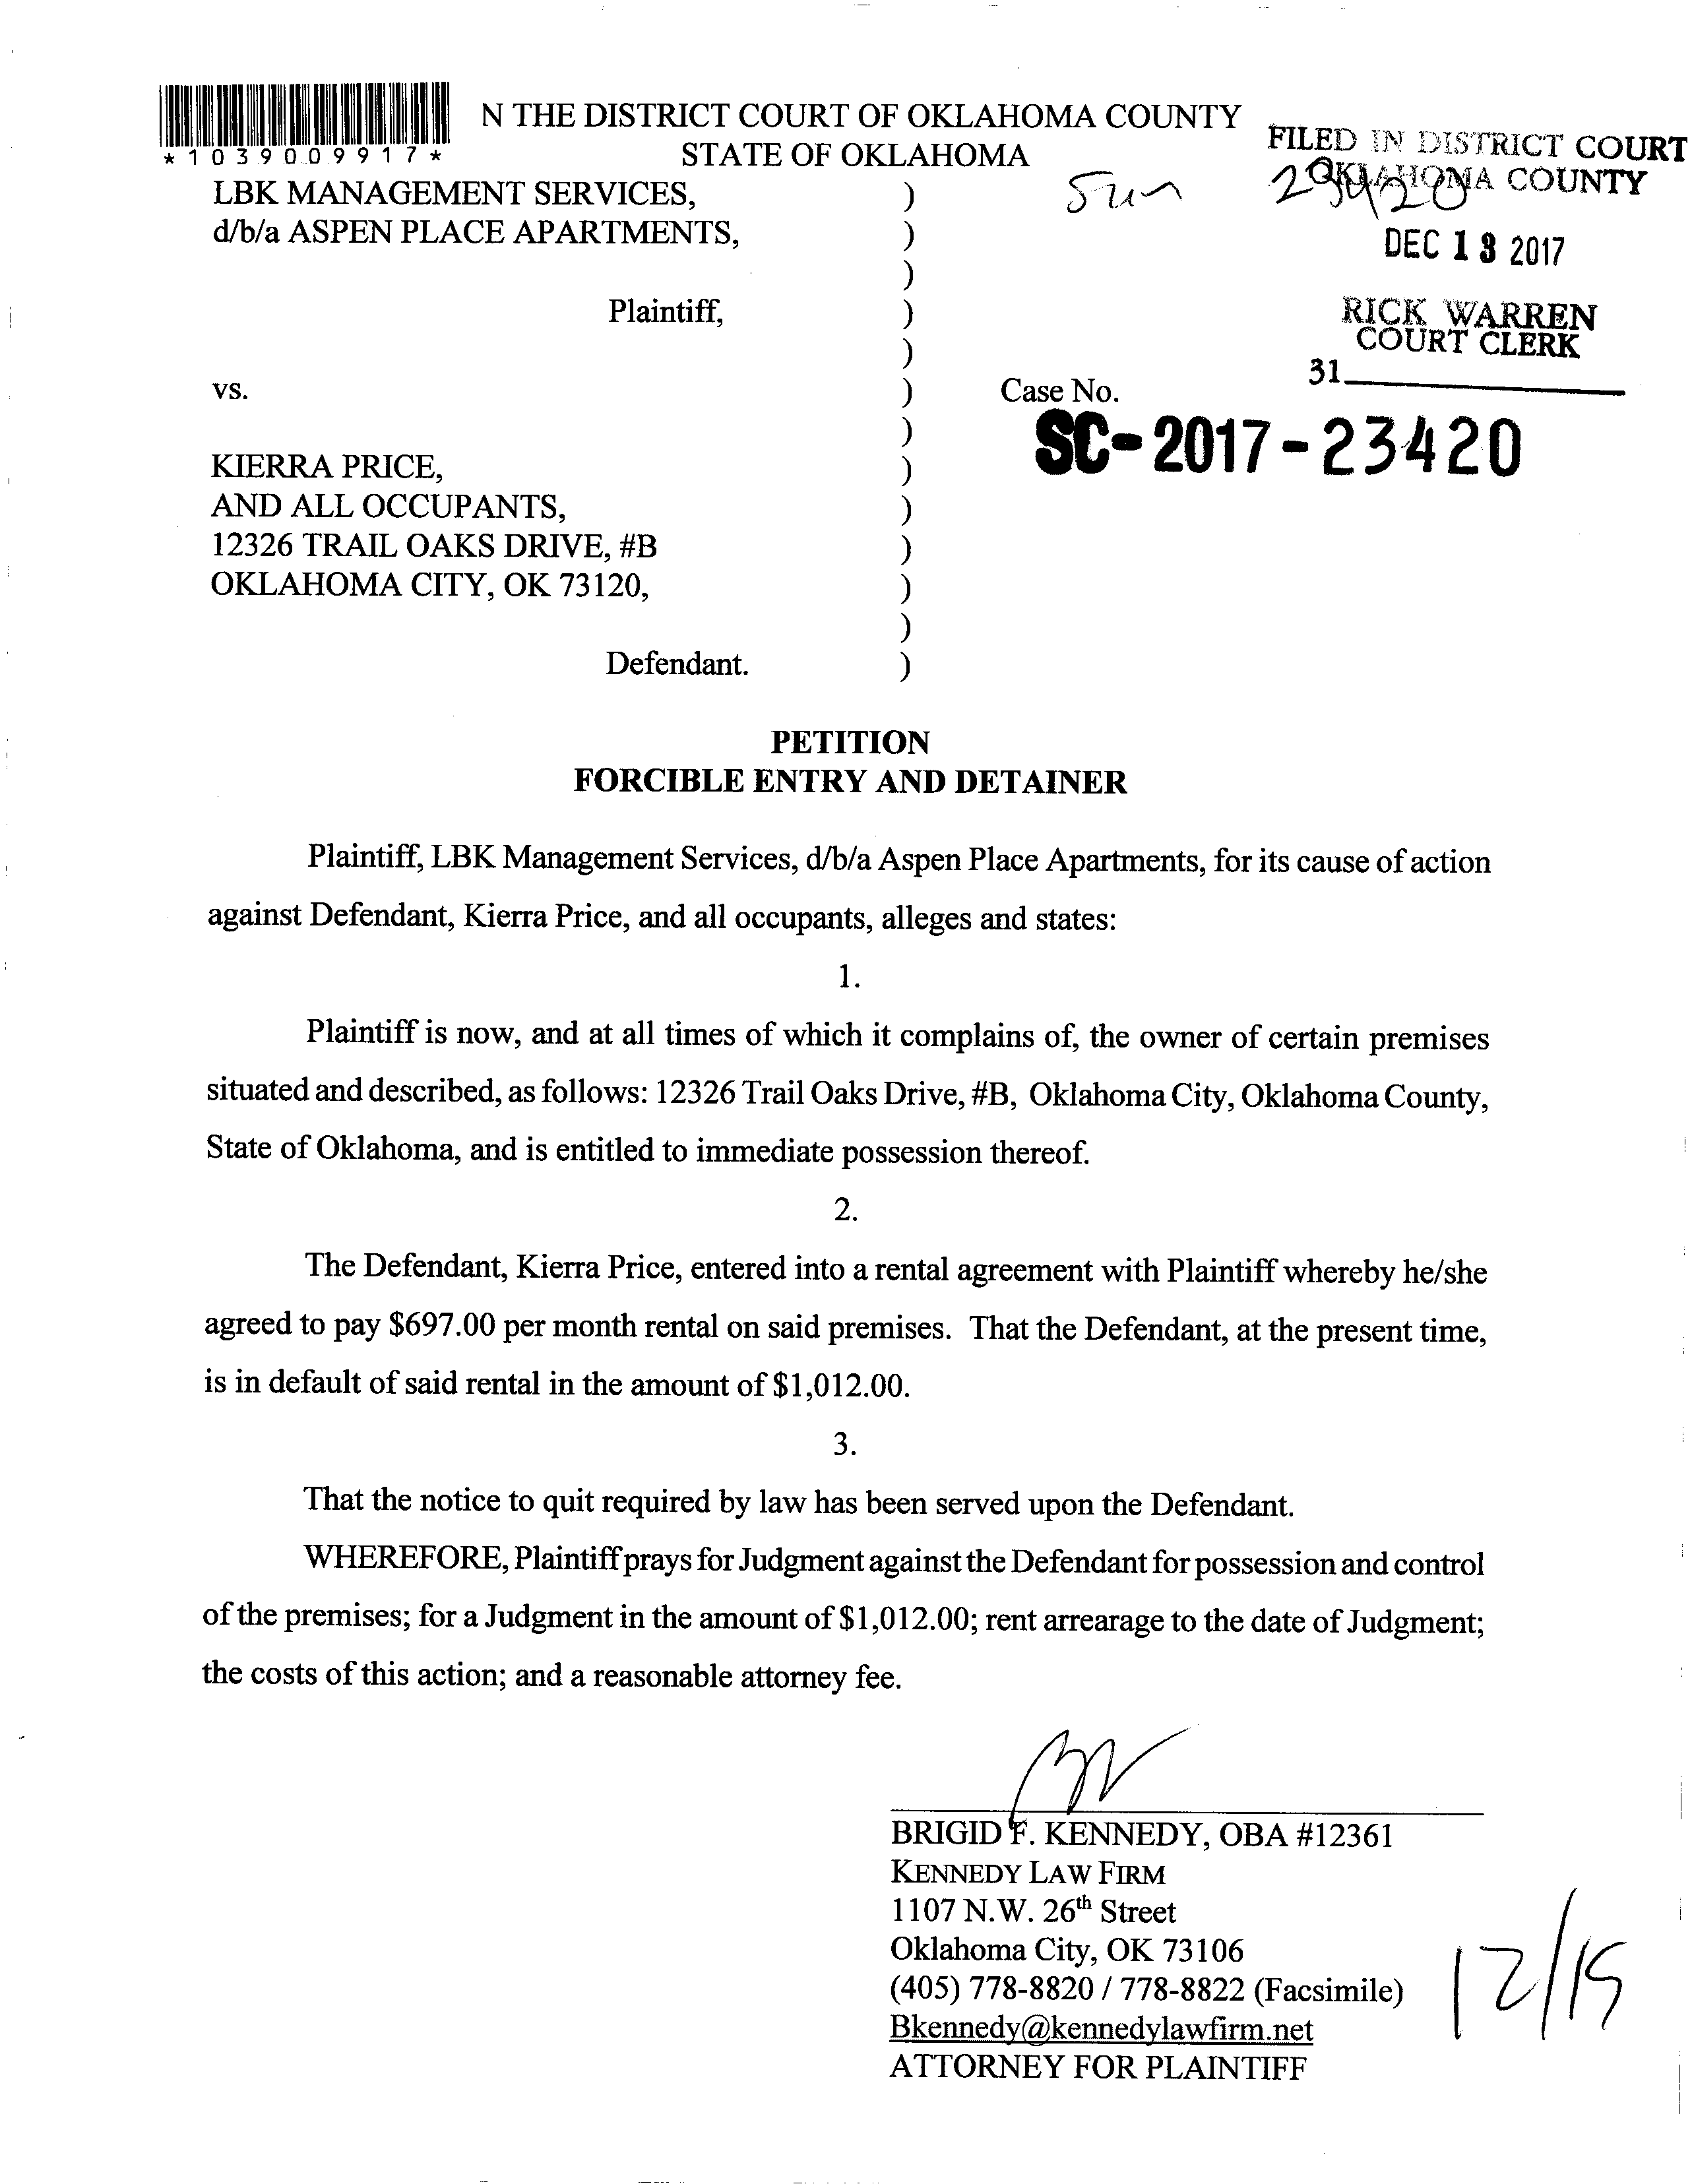 N THE DISTRICT COURT OF OKLAHOMA COUNTY
STATE OF OKLAHOMA
*1039009917*
FILED IN DISTRICT COURT
OKLAHOMA COUNTY
DEC 13 2017
RICK WARREN
COURT CLERK
31
LBK MANAGEMENT SERVICES, )
d/b/a ASPEN PLACE APARTMENTS, )
)
Plaintiff, )
)
vs. ) Case No.
) SC-2017-23420
KIERRA PRICE, )
AND ALL OCCUPANTS, )
12326 TRAIL OAKS DRIVE, #B )
OKLAHOMA CITY, OK 73120, )
)
Defendant. )
PETITION
FORCIBLE ENTRY AND DETAINER
Plaintiff, LBK Management Services, d/b/a Aspen Place Apartments, for its cause of action
against Defendant, Kierra Price, and all occupants, alleges and states:
1.
Plaintiff is now, and at all times of which it complains of, the owner of certain premises
situated and described, as follows: 12326 Trail Oaks Drive, #B, Oklahoma City, Oklahoma County,
State of Oklahoma, and is entitled to immediate possession thereof.
2.
The Defendant, Kierra Price, entered into a rental agreement with Plaintiff whereby he/she
agreed to pay $697.00 per month rental on said premises. That the Defendant, at the present time,
is in default of said rental in the amount of $1,012.00.
3.
That the notice to quit required by law has been served upon the Defendant.
WHEREFORE, Plaintiff prays for Judgment against the Defendant for possession and control
of the premises; for a Judgment in the amount of $1,012.00; rent arrearage to the date of Judgment;
the costs of this action; and a reasonable attorney fee.
BRIGID F. KENNEDY, OBA #12361
KENNEDY LAW FIRM
1107 N.W. 26th Street
Oklahoma City, OK 73106
(405) 778-8820 / 778-8822 (Facsimile)
Bkennedy@kennedylawfirm.net
ATTORNEY FOR PLAINTIFF
12/15